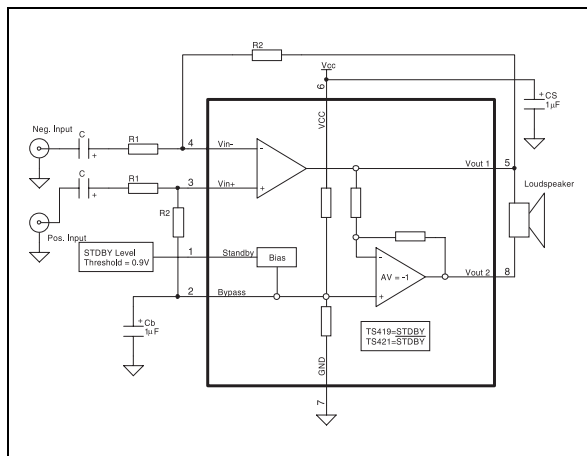 R2
Vcc
6
+ CS
1µF
VCC
Neg. Input
C
+
R1
4
Vin-
-
+
Vout 1
5
C
+
R1
3
Vin+
Loudspeaker
R2
Pos. Input
STDBY Level
Threshold = 0.9V
1
Standby
Bias
-
AV = -1
+
Vout 2
8
2
Bypass
+ Cb
1µF
TS419=STDBY
TS421=STDBY
GND
7